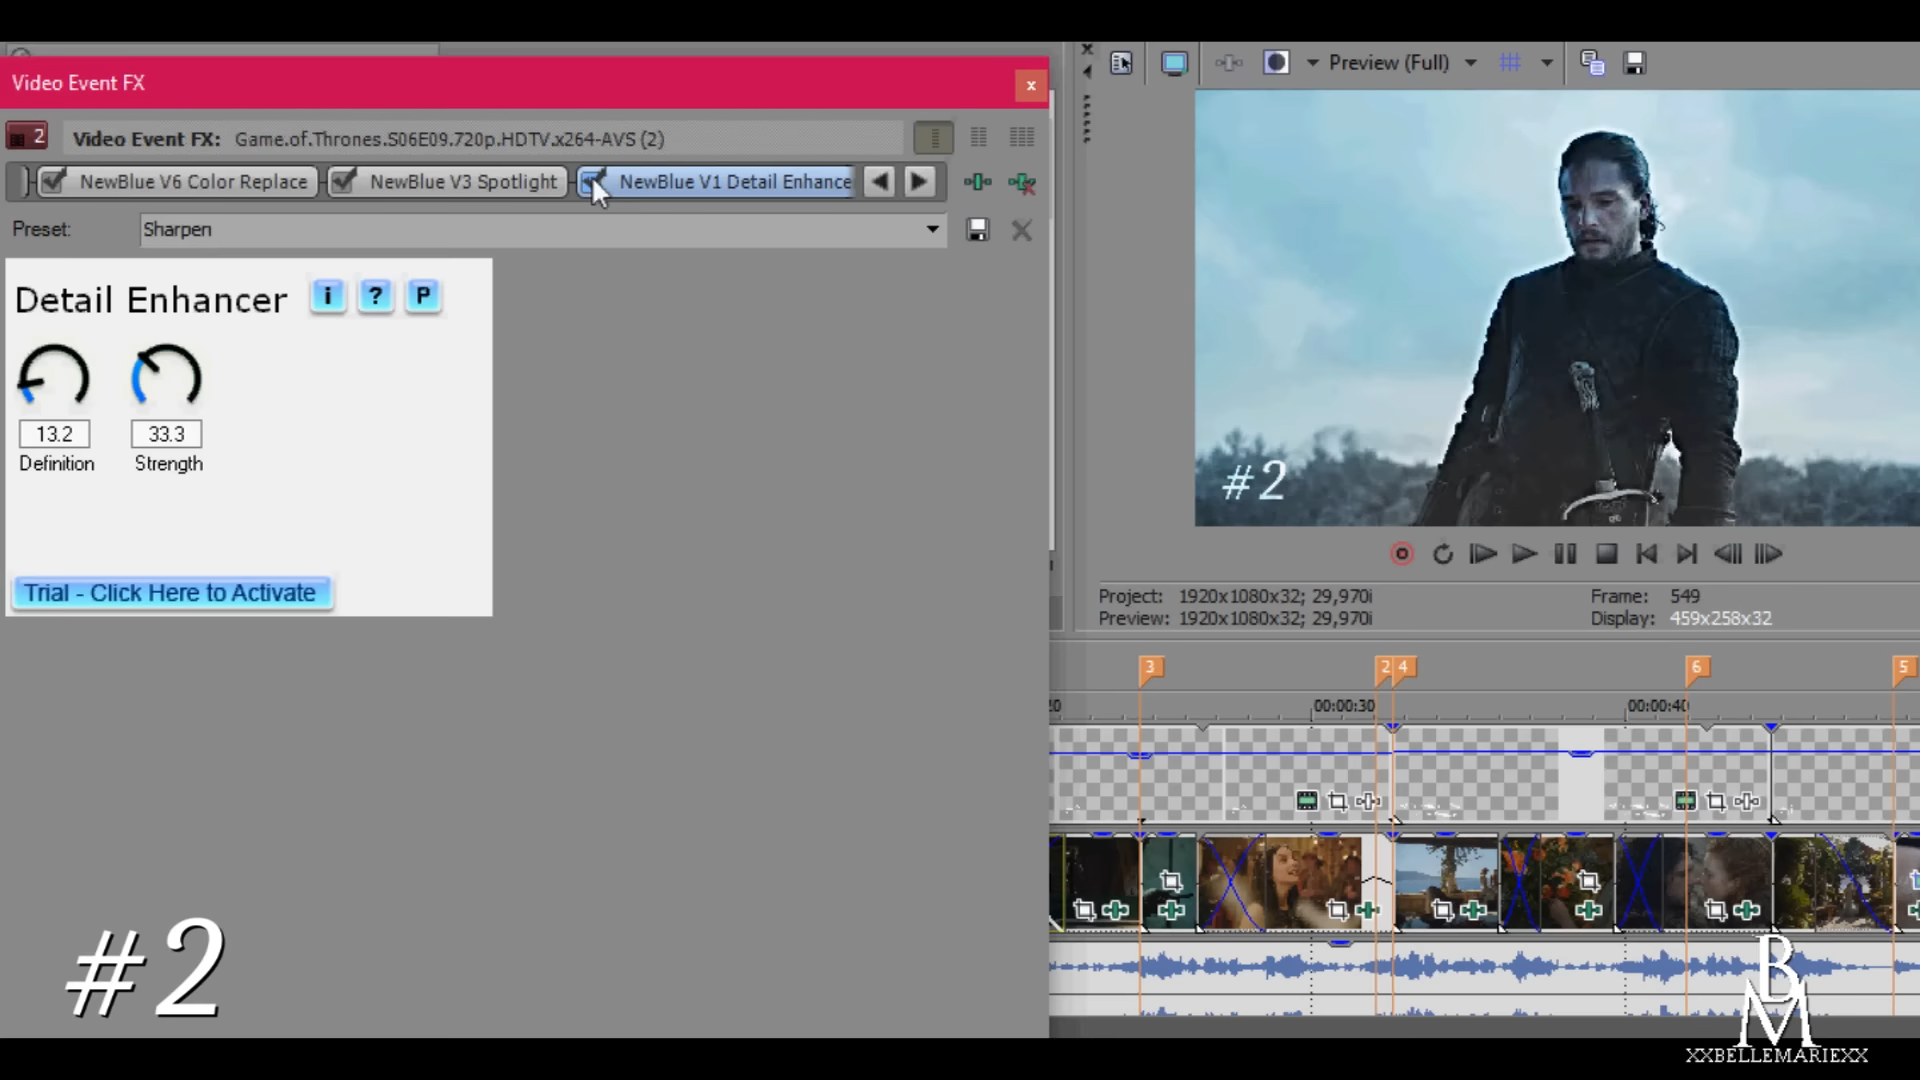 Video Event FX
x
2
Video Event FX: Game.of.Thrones.S06E09.720p.HDTV.x264-AVS (2)
NewBlue V6 Color Replace
NewBlue V3 Spotlight
NewBlue V1 Detail Enhance
Preset: Sharpen
Detail Enhancer i ? P
13.2 33.3
Definition Strength
Trial - Click Here to Activate
#2
Preview (Full)
#2
Project: 1920x1080x32; 29,970i
Frame: 549
Preview: 1920x1080x32; 29,970i
Display: 459x258x32
3 2 4 6 5
00:00:30 00:00:40
BM
XXBELLEMARIEXX